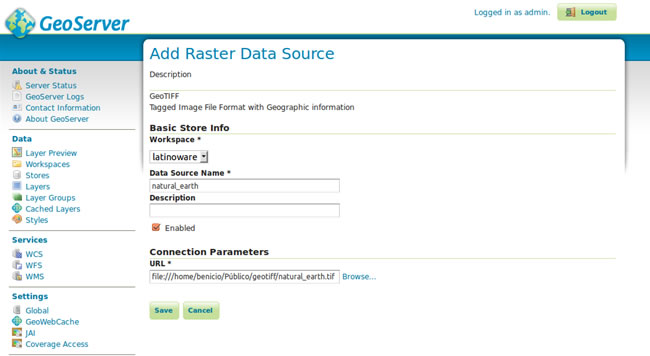 GeoServer
Logged in as admin.
Logout
About & Status
Server Status
GeoServer Logs
Contact Information
About GeoServer
Data
Layer Preview
Workspaces
Stores
Layers
Layer Groups
Cached Layers
Styles
Services
WCS
WFS
WMS
Settings
Global
GeoWebCache
JAI
Coverage Access
Add Raster Data Source
Description
GeoTIFF
Tagged Image File Format with Geographic information
Basic Store Info
Workspace *
latinoware
Data Source Name *
natural_earth
Description
Enabled
Connection Parameters
URL *
file:///home/benicio/Público/geotiff/natural_earth.tif
Browse...
Save
Cancel